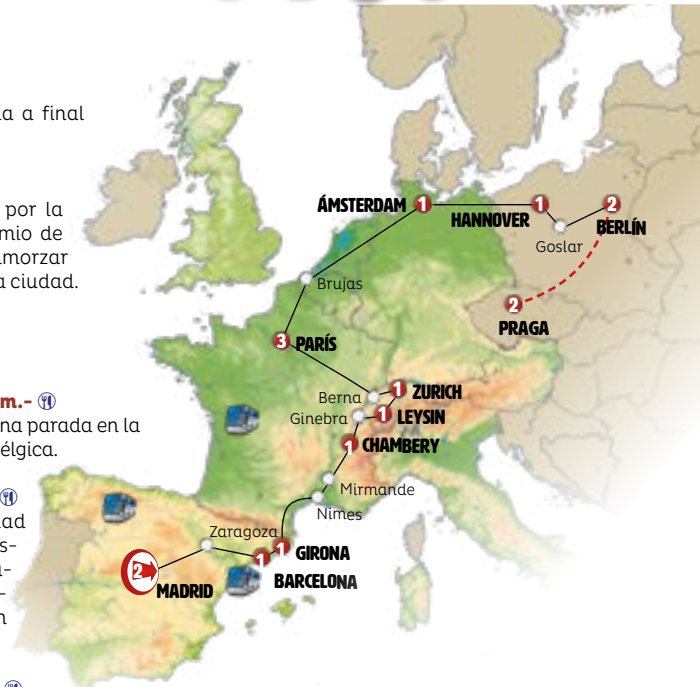 a a final
por la
mio de
lmorzar
a ciudad.
m.-
na parada en la
élgica.
dad
s-
a-
-
n
ÁMSTERDAM 1
1 HANNOVER
2 BERLÍN
Goslar
Brujas
2 PRAGA
3 PARÍS
Berna
1 ZURICH
Ginebra
1 LEYSIN
1 CHAMBERY
Mirmande
Nimes
Zaragoza
1 GIRONA
1 BARCELONA
2 MADRID